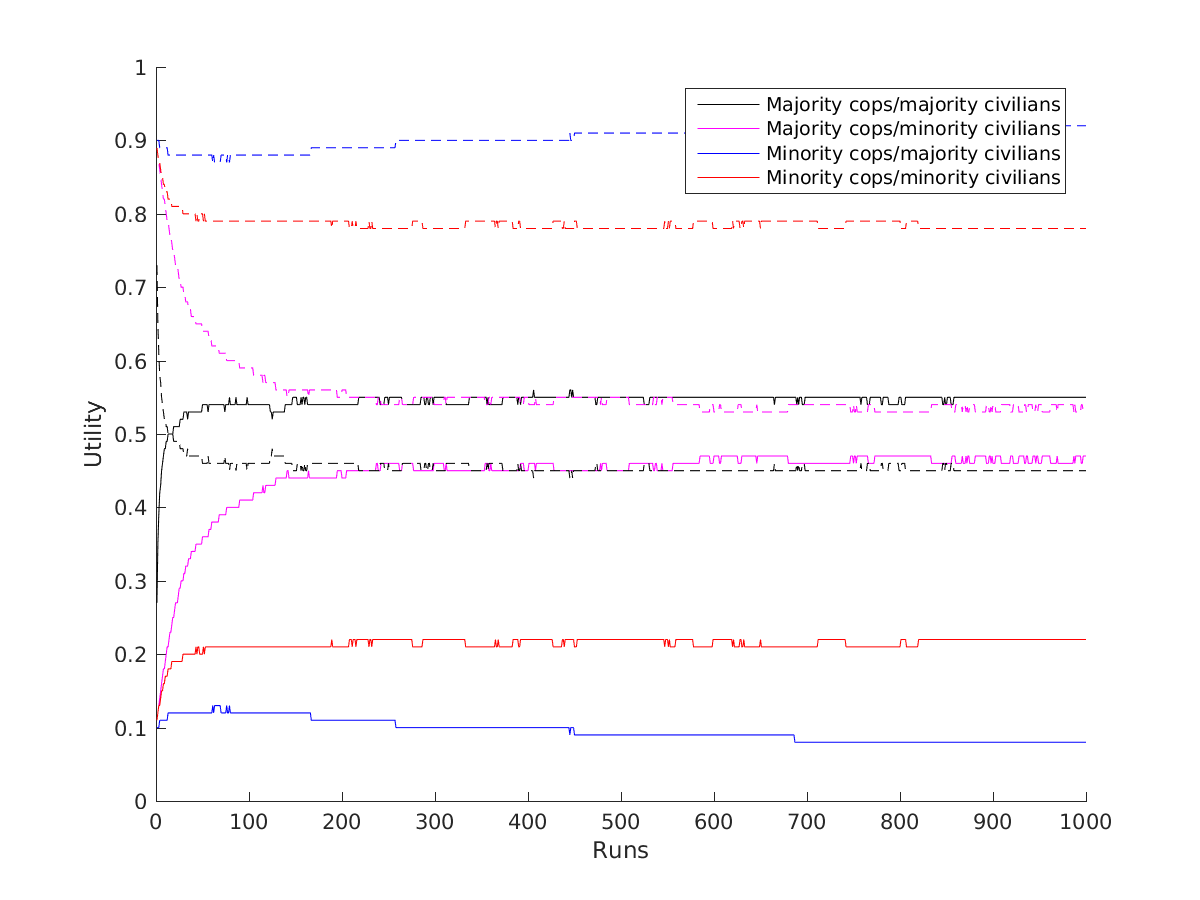 1
0.9
0.8
0.7
0.6
0.5
0.4
0.3
0.2
0.1
0
Utility
Majority cops/majority civilians
Majority cops/minority civilians
Minority cops/majority civilians
Minority cops/minority civilians
0 100 200 300 400 500 600 700 800 900 1000
Runs